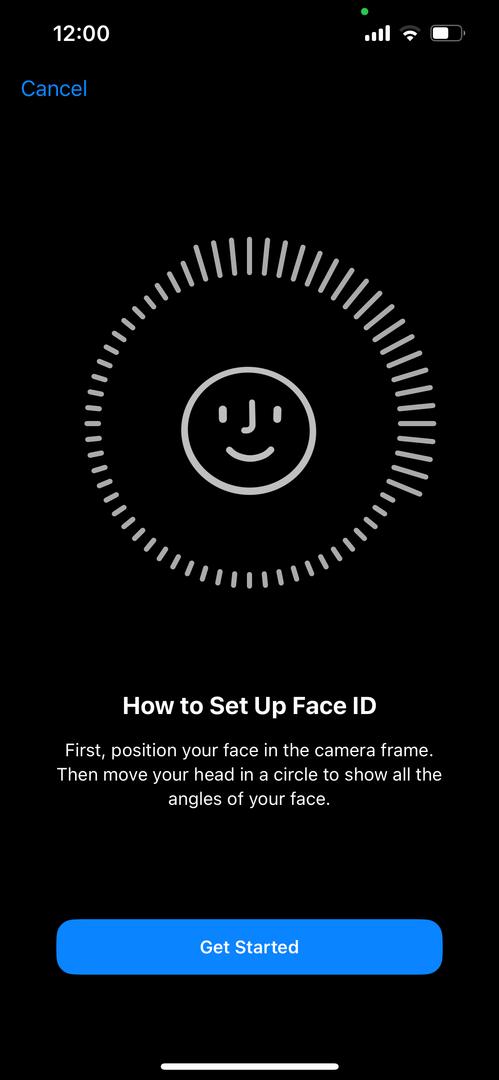 12:00
Cancel
How to Set Up Face ID
First, position your face in the camera frame.
Then move your head in a circle to show all the
angles of your face.
Get Started